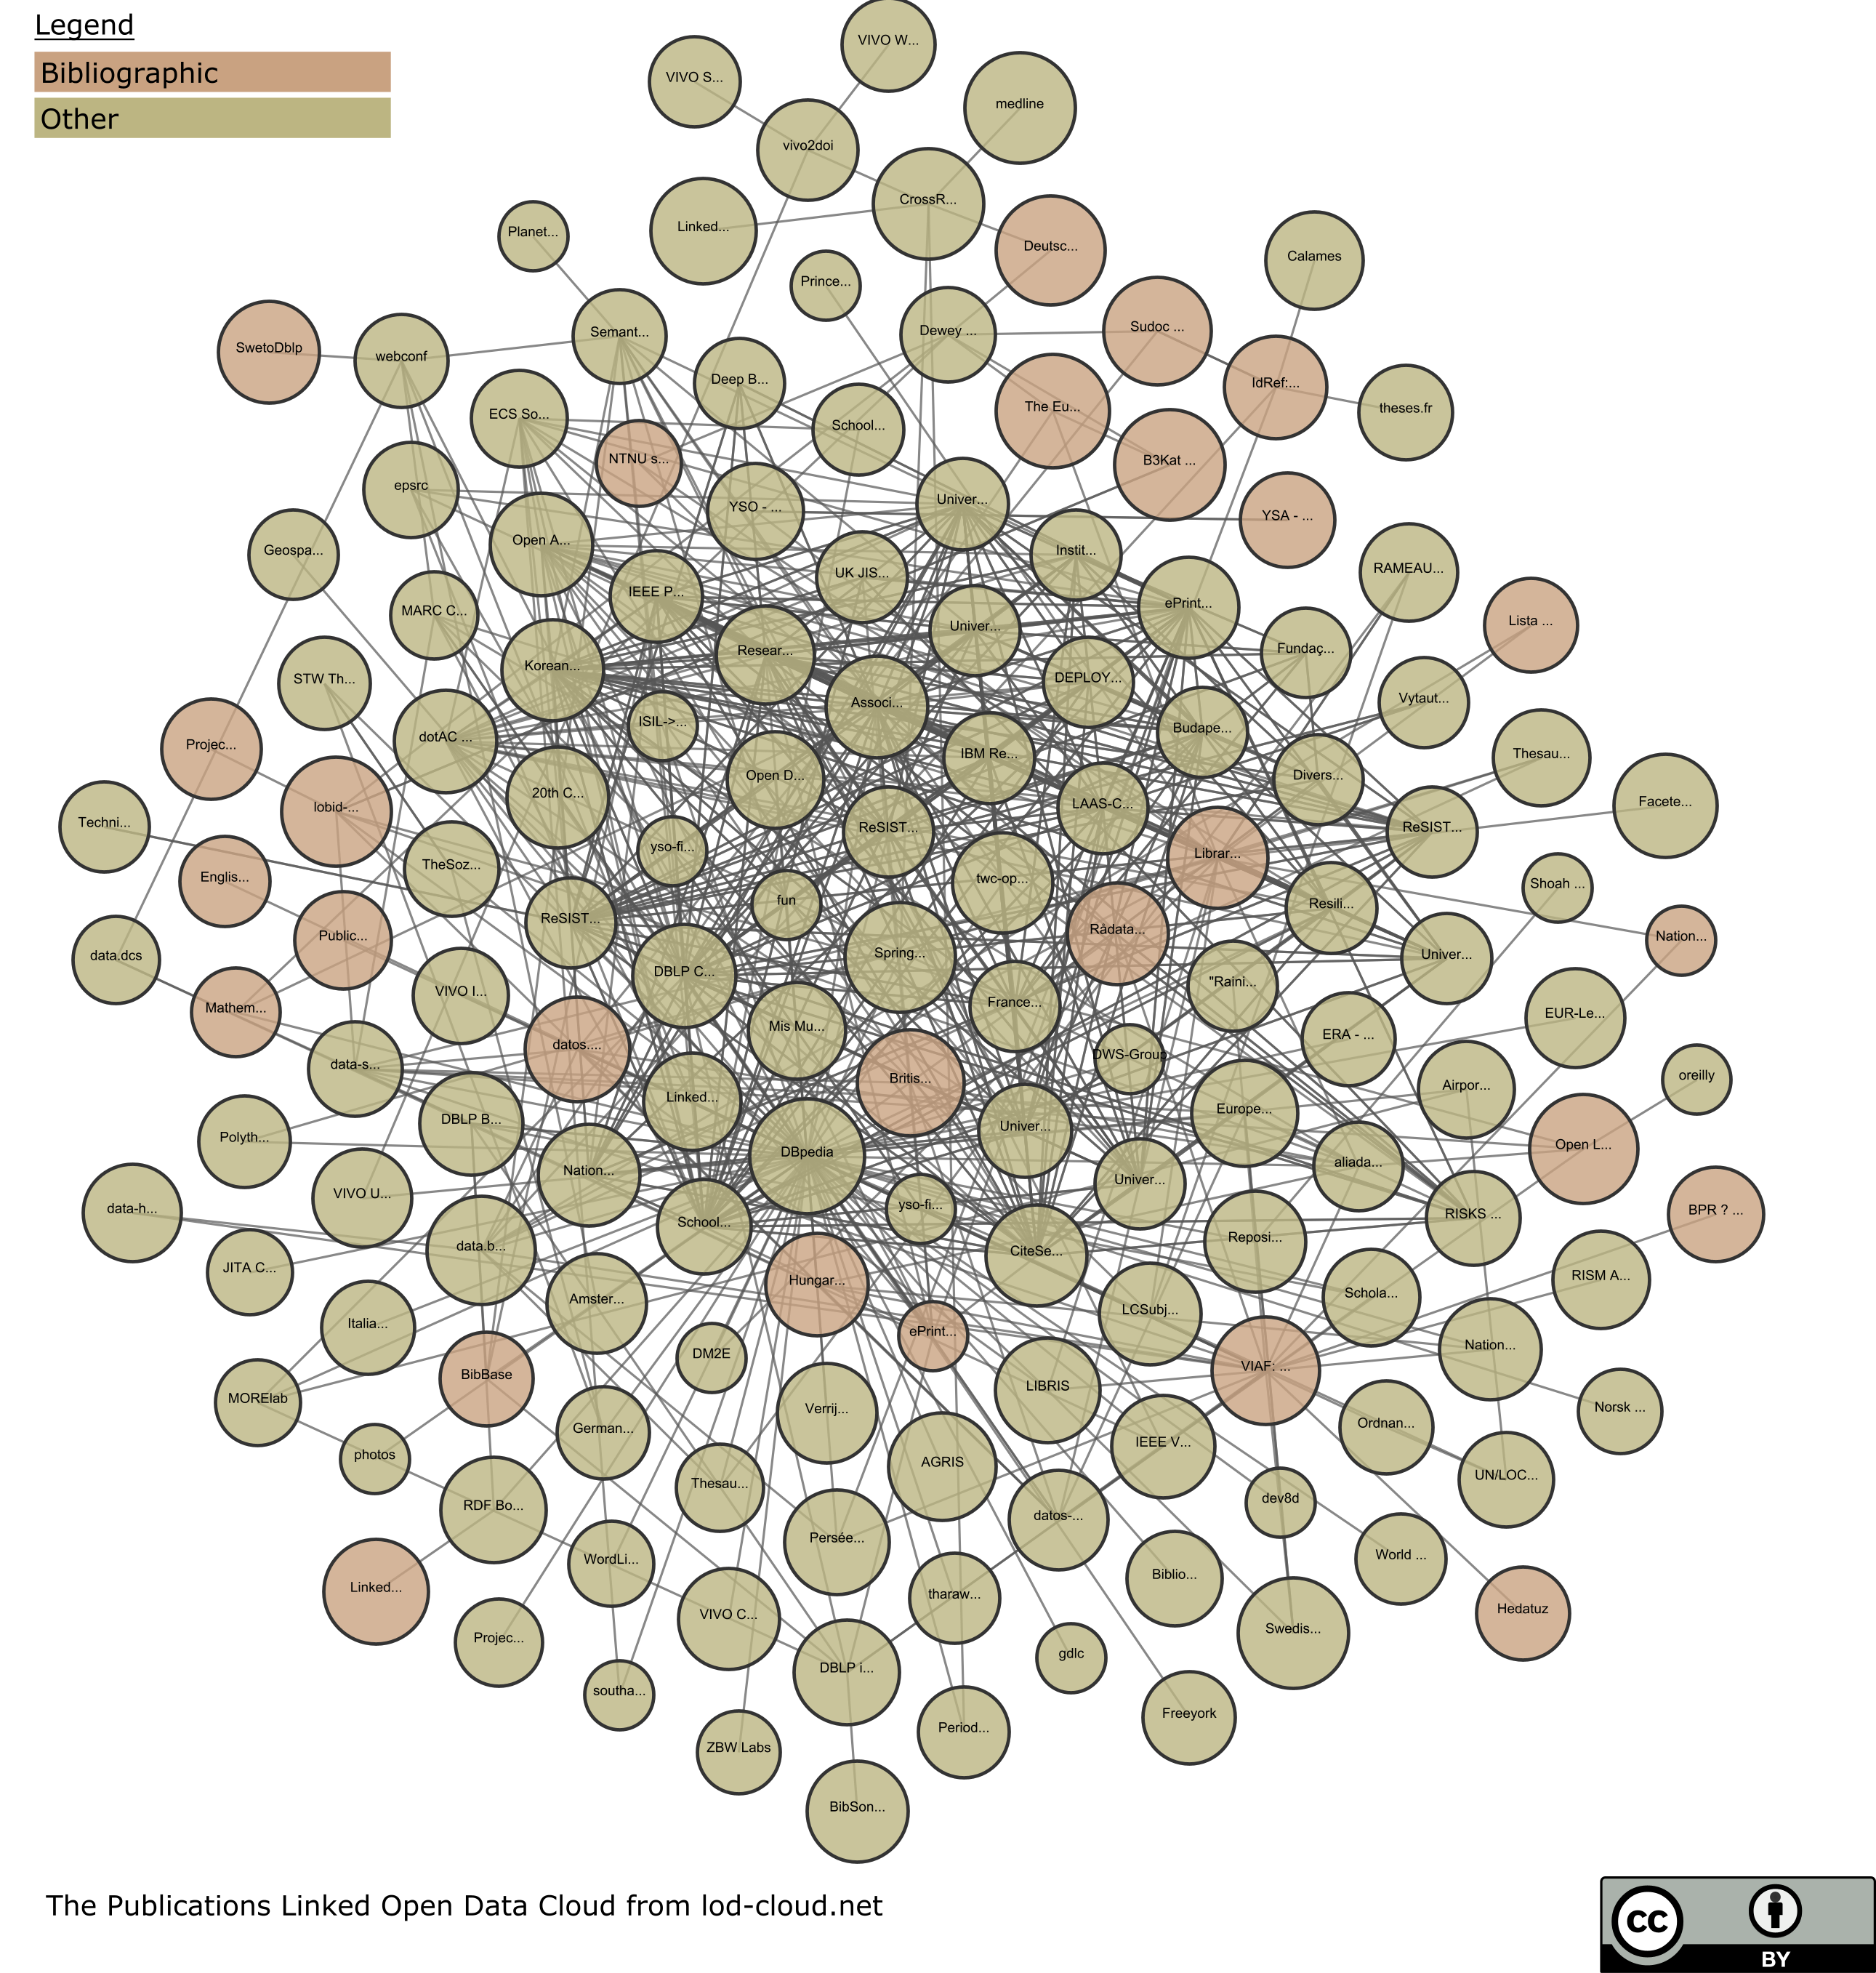 Legend
Bibliographic
Other
VIVO W...
VIVO S...
medline
vivo2doi
CrossR...
Linked...
Planet...
Deutsc...
Calames
Prince...
Semant...
Dewey ...
Sudoc ...
SwetoDblp
webconf
Deep B...
IdRef:...
The Eu...
theses.fr
ECS So...
School...
NTNU s...
B3Kat ...
epsrc
YSO - ...
Univer...
YSA - ...
Geospa...
Open A...
Instit...
RAMEAU...
UK JIS...
IEEE P...
ePrint...
MARC C...
Univer...
Lista ...
Fundaç...
Resear...
Korean...
STW Th...
DEPLOY...
Associ...
Vytaut...
ISIL->...
Budape...
dotAC ...
Projec...
IBM Re...
Thesau...
Open D...
Divers...
20th C...
lobid-...
LAAS-C...
Facete...
Techni...
ReSIST...
ReSIST...
yso-fi...
Librar...
TheSoz...
Englis...
twc-op...
Shoah ...
fun
ReSIST...
Resili...
Public...
Rådata...
Nation...
data.dcs
Spring...
Univer...
DBLP C...
VIVO I...
"Raini...
Mathem...
France...
EUR-Le...
Mis Mu...
ERA - ...
datos....
DWS-Group
data-s...
Britis...
oreilly
Airpor...
Linked...
Europe...
DBLP B...
Univer...
Polyth...
Open L...
DBpedia
aliada...
Nation...
Univer...
VIVO U...
yso-fi...
data-h...
BPR ? ...
School...
RISKS ...
Reposi...
data.b...
CiteSe...
JITA C...
Hungar...
RISM A...
Amster...
Schola...
LCSubj...
Italia...
ePrint...
Nation...
DM2E
VIAF: ...
BibBase
LIBRIS
MORElab
Norsk ...
Verrij...
Ordnan...
German...
IEEE V...
photos
AGRIS
UN/LOC...
Thesau...
dev8d
RDF Bo...
datos-...
Persée...
World ...
WordLi...
Biblio...
Linked...
tharaw...
Hedatuz
VIVO C...
Swedis...
Projec...
gdlc
DBLP i...
southa...
Freeyork
Period...
ZBW Labs
BibSon...
The Publications Linked Open Data Cloud from lod-cloud.net
cc
BY